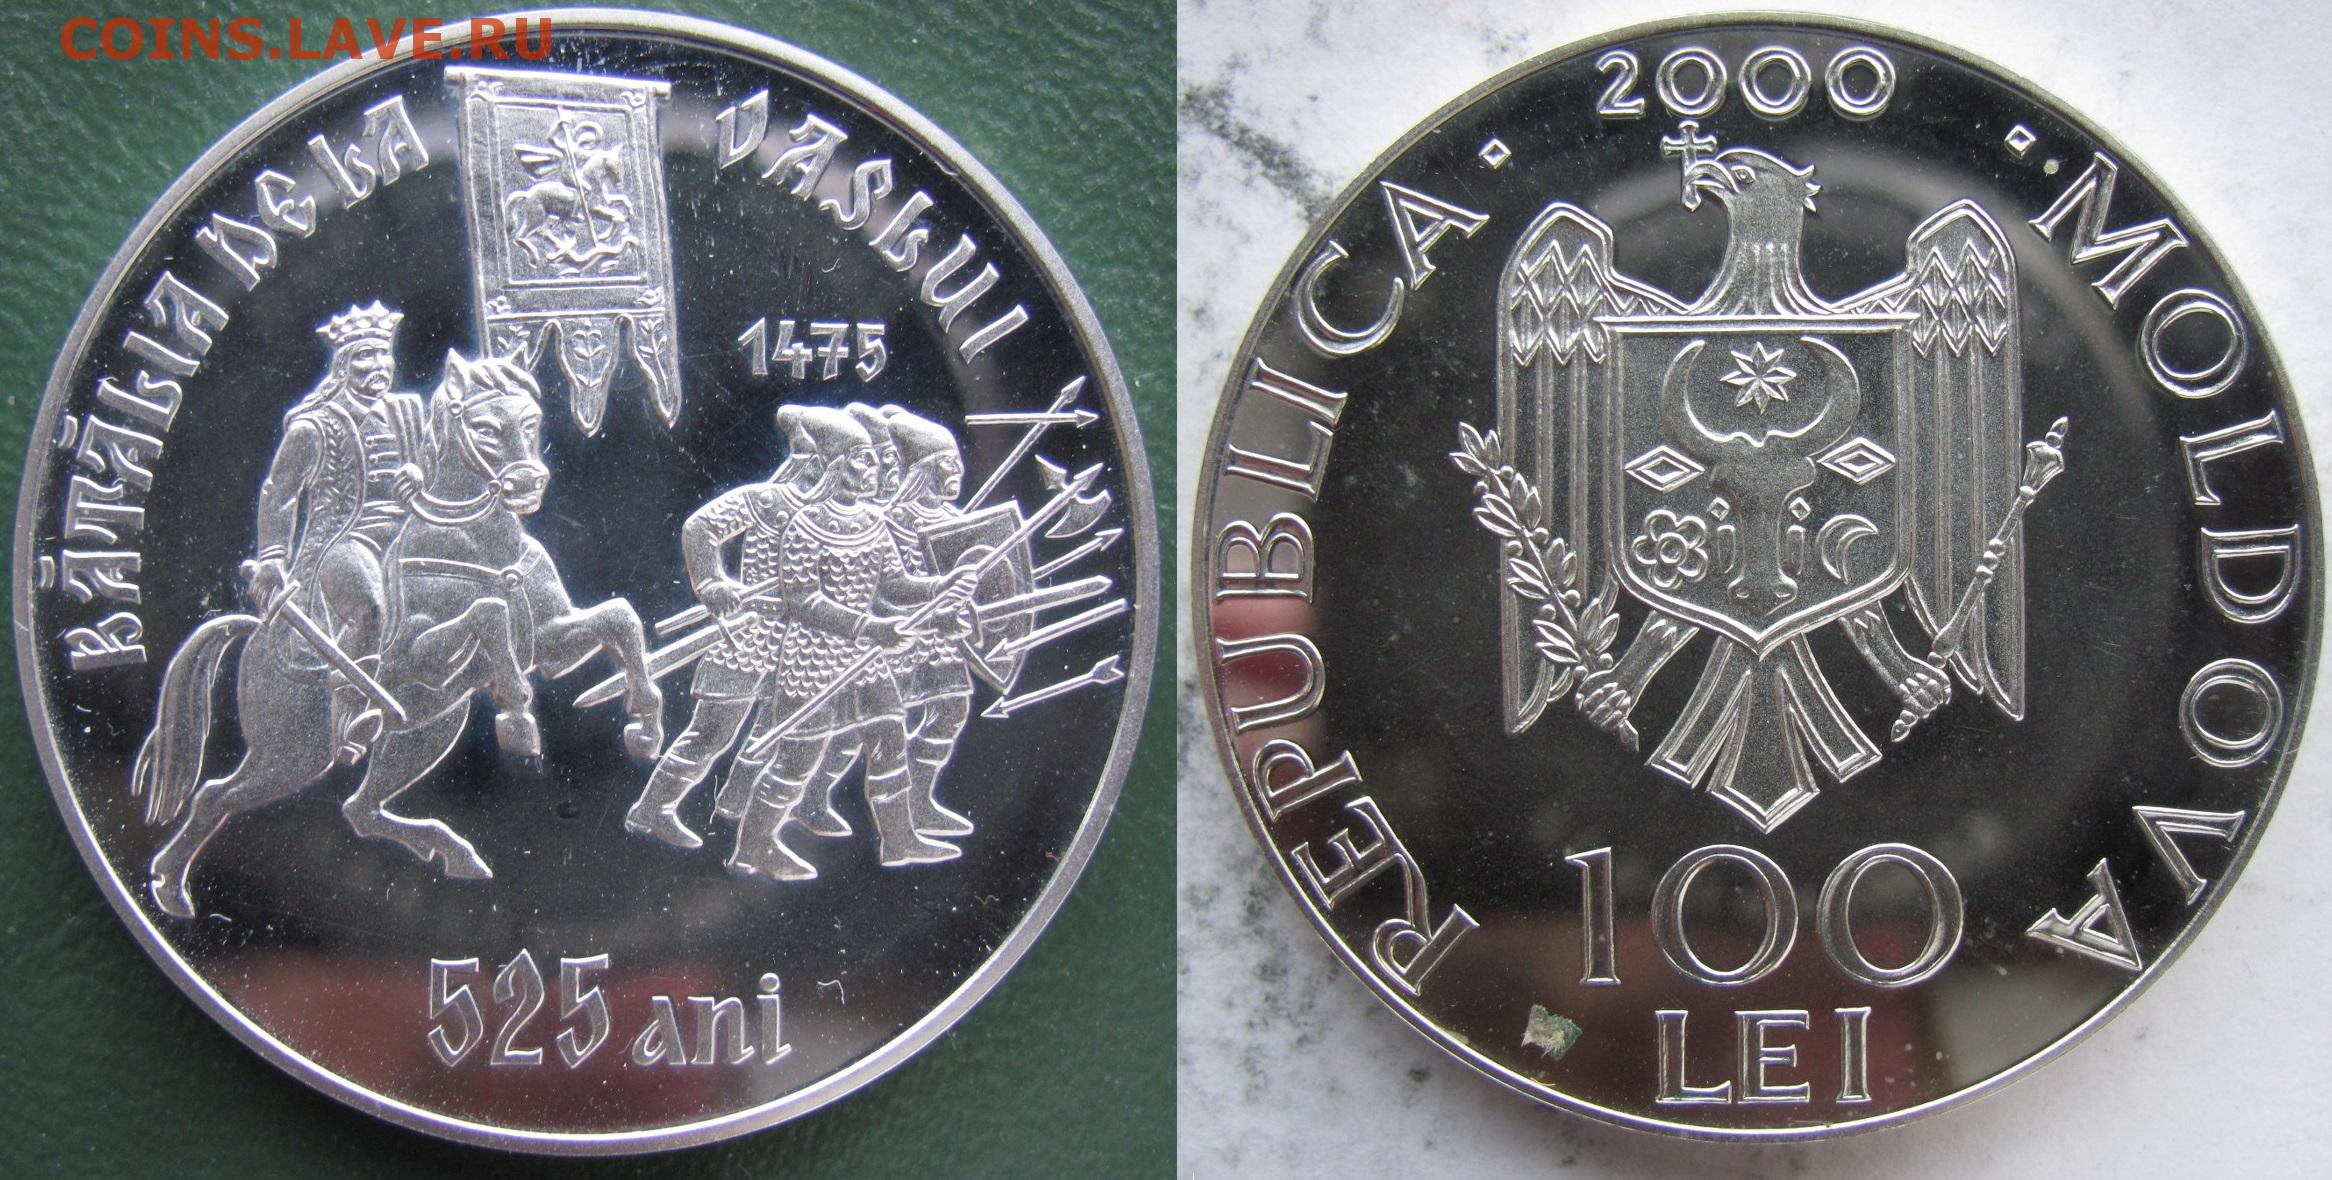 COINS.LAVE.RU
BĂTĂLIA DE LA VASLUI
1475
525 ani
2000
REPUBLICA MOLDOVA
100
LEI